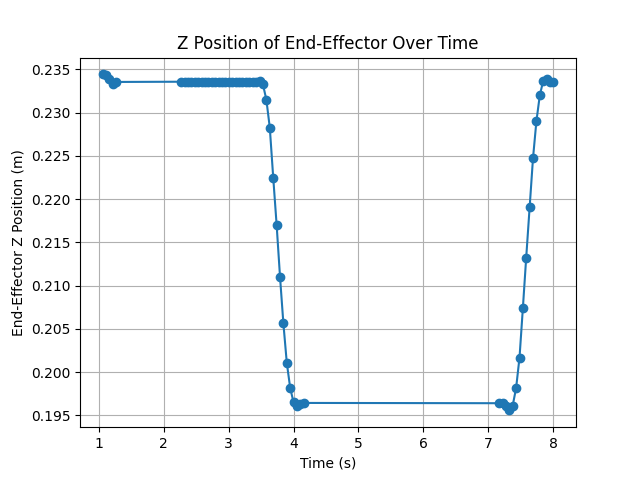 Z Position of End-Effector Over Time
End-Effector Z Position (m)
0.235
0.230
0.225
0.220
0.215
0.210
0.205
0.200
0.195
1 2 3 4 5 6 7 8
Time (s)